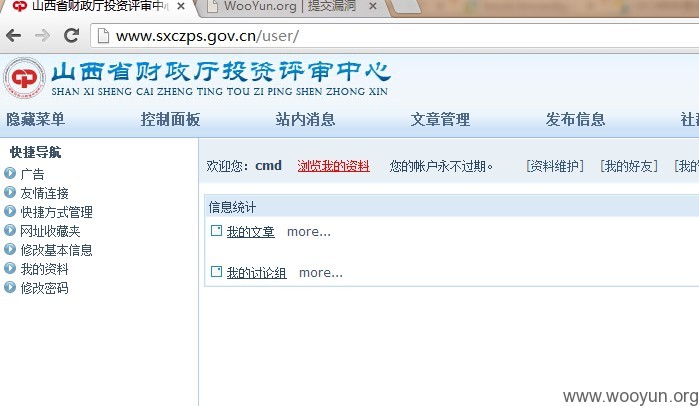 山西省财政厅投资评审中心 WooYun.org | 提交漏洞
www.sxczps.gov.cn/user/
山西省财政厅投资评审中心
SHAN XI SHENG CAI ZHENG TING TOU ZI PING SHEN ZHONG XIN
隐藏菜单 控制面板 站内消息 文章管理 发布信息 社
快捷导航
广告
友情连接
快捷方式管理
网址收藏夹
修改基本信息
我的资料
修改密码
欢迎您：cmd 浏览我的资料 您的帐户永不过期。 [资料维护] [我的好友] [我的
信息统计
我的文章 more...
我的讨论组 more...
www.wooyun.org